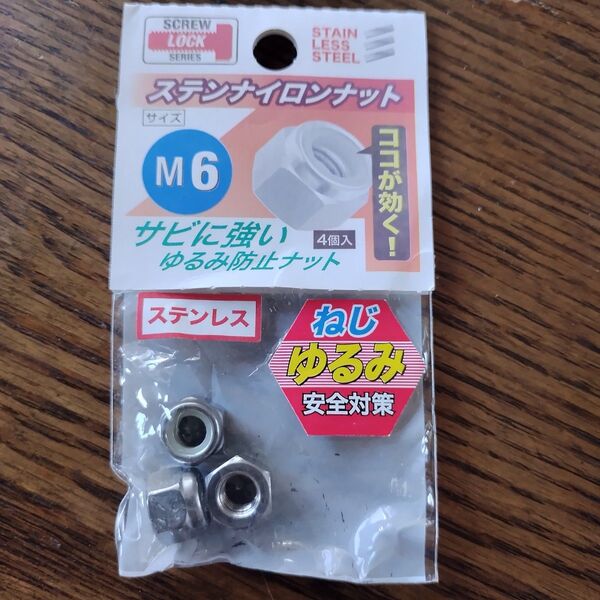 SCREW
LOCK
SERIES
STAIN
LESS
STEEL
ステンナイロンナット
サイズ
M6
ココが効く!
サビに強い
4個入
ゆるみ防止ナット
ステンレス
ねじ
ゆるみ
安全対策